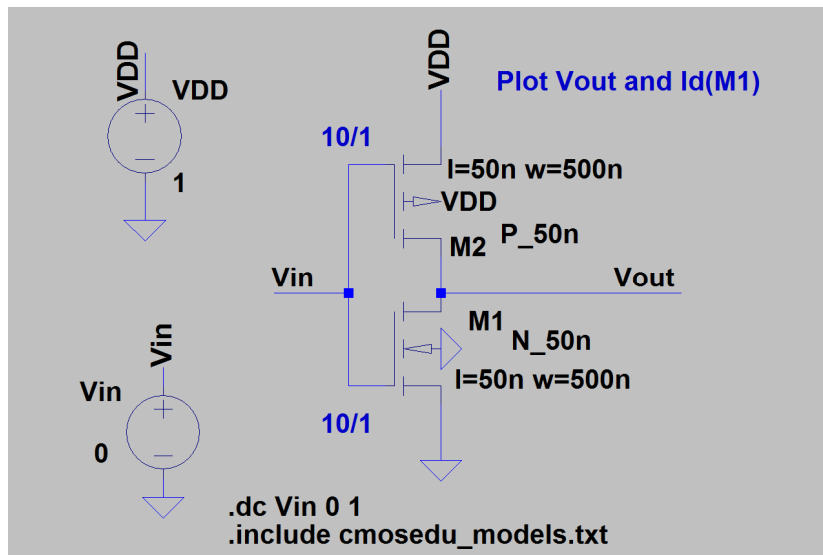 VDD
VDD
1
VDD
Plot Vout and Id(M1)
10/1
l=50n w=500n
VDD
M2
P_50n
Vin
Vout
M1
N_50n
l=50n w=500n
10/1
Vin
Vin
0
.dc Vin 0 1
.include cmosedu_models.txt